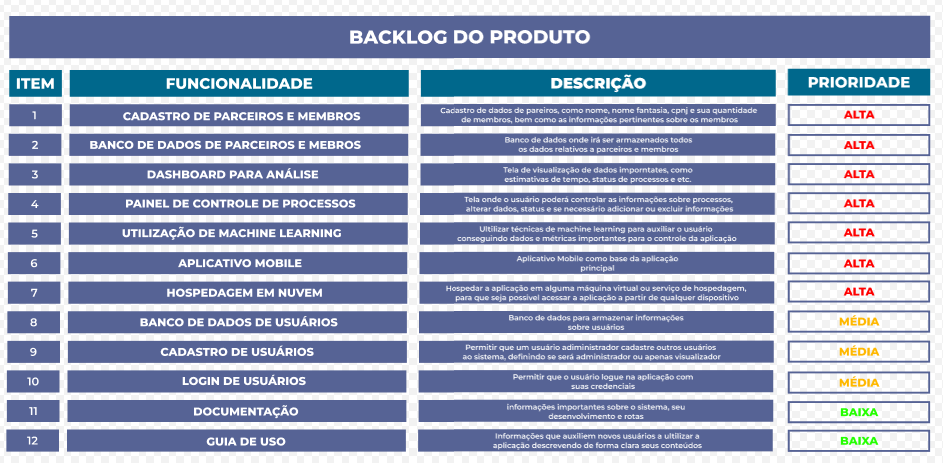 BACKLOG DO PRODUTO
ITEM FUNCIONALIDADE DESCRIÇÃO PRIORIDADE
1 CADASTRO DE PARCEIROS E MEMBROS Cadastro de dados de pareiros, como nome, nome fantasia, cpnj e sua quantidade ALTA
de membros, bem como as informações pertinentes sobre os membros
2 BANCO DE DADOS DE PARCEIROS E MEBROS Banco de dados onde irá ser armazenados todos ALTA
os dados relativos a parceiros e membros
3 DASHBOARD PARA ANÁLISE Tela de visualização de dados imporntates, como ALTA
estimativas de tempo, status de processos e etc.
4 PAINEL DE CONTROLE DE PROCESSOS Tela onde o usuário poderá controlar as informações sobre processos, ALTA
alterar dados, status e se necessário adicionar ou excluir informações
5 UTILIZAÇÃO DE MACHINE LEARNING Ultilizar técnicas de machine learning para auxiliar o usuário ALTA
conseguindo dados e métricas importantes para o controle da aplicação
6 APLICATIVO MOBILE Aplicativo Mobile como base da aplicação ALTA
principal
7 HOSPEDAGEM EM NUVEM Hospedar a aplicação em alguma máquina virtual ou serviço de hospedagem, ALTA
para que seja possível acessar a aplicação a partir de qualquer dispositivo
8 BANCO DE DADOS DE USUÁRIOS Banco de dados para armazenar informações MÉDIA
sobre usuários
9 CADASTRO DE USUÁRIOS Permitir que um usuário adiministrador cadastre outros usuários MÉDIA
ao sistema, definindo se será administrador ou apenas visualizador
10 LOGIN DE USUÁRIOS Permitir que o usuário logue na aplicação com MÉDIA
suas credenciais
11 DOCUMENTAÇÃO informações importantes sobre o sistema, seu BAIXA
desenvolvimento e rotas
12 GUIA DE USO Informações que auxiliem novos usuários a ultilizar a BAIXA
aplicação descrevendo de forma clara seus conteúdos